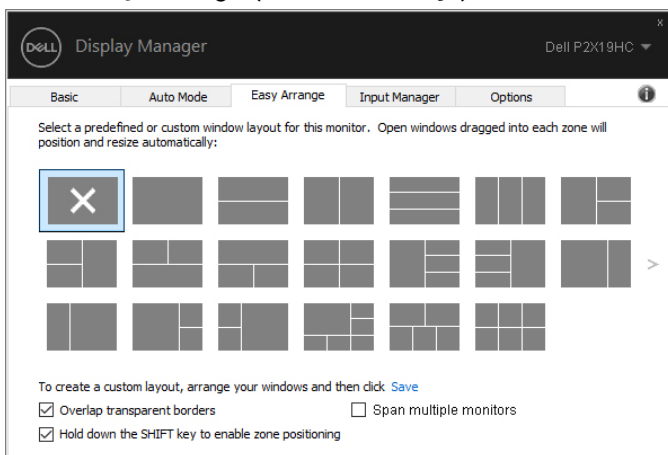 DELL Display Manager
Dell P2X19HC
Basic Auto Mode Easy Arrange Input Manager Options
Select a predefined or custom window layout for this monitor. Open windows dragged into each zone will
position and resize automatically:
To create a custom layout, arrange your windows and then click Save
Overlap transparent borders
Span multiple monitors
Hold down the SHIFT key to enable zone positioning